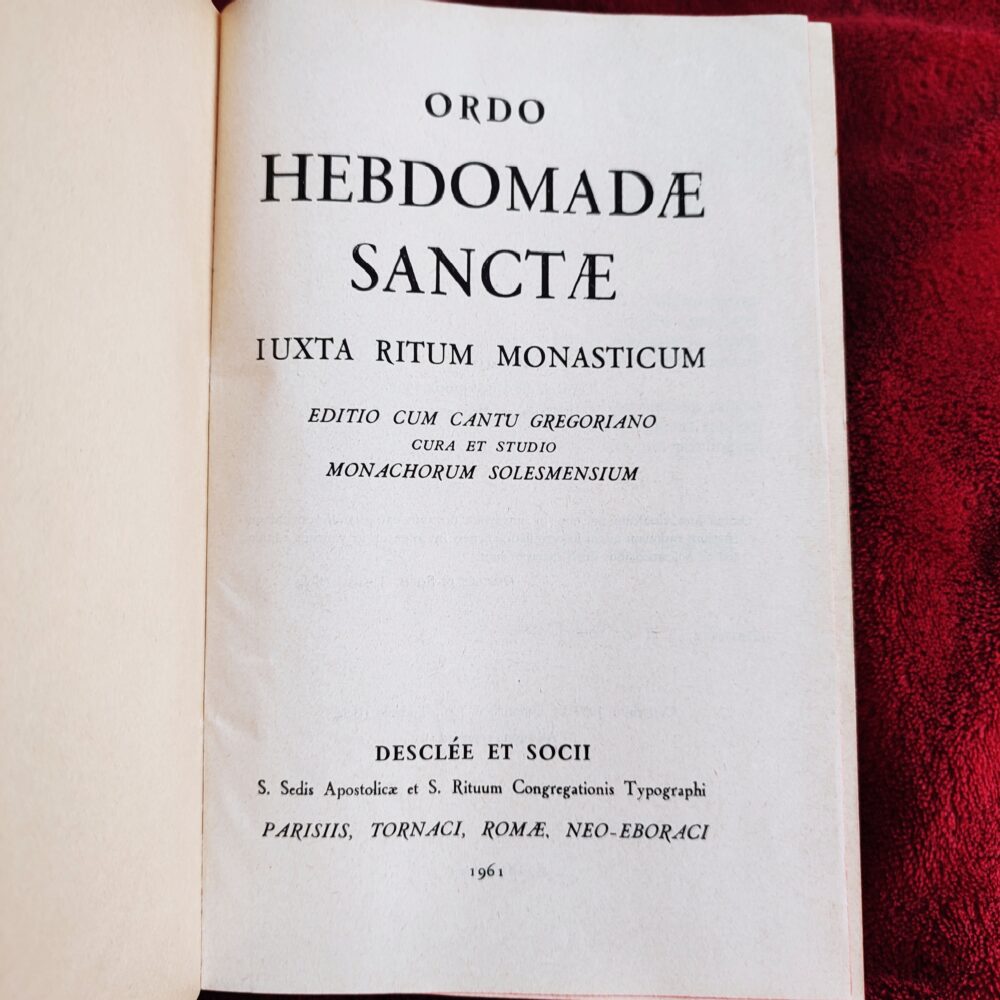 ORDO
HEBDOMADÆ
SANCTÆ
IUXTA RITUM MONASTICUM
EDITIO CUM CANTU GREGORIANO
CURA ET STUDIO
MONACHORUM SOLESMENSIUM
DESCLÉE ET SOCII
S. Sedis Apostolicæ et S. Rituum Congregationis Typographi
PARISIIS, TORNACI, ROMÆ, NEO-EBORACI
1961